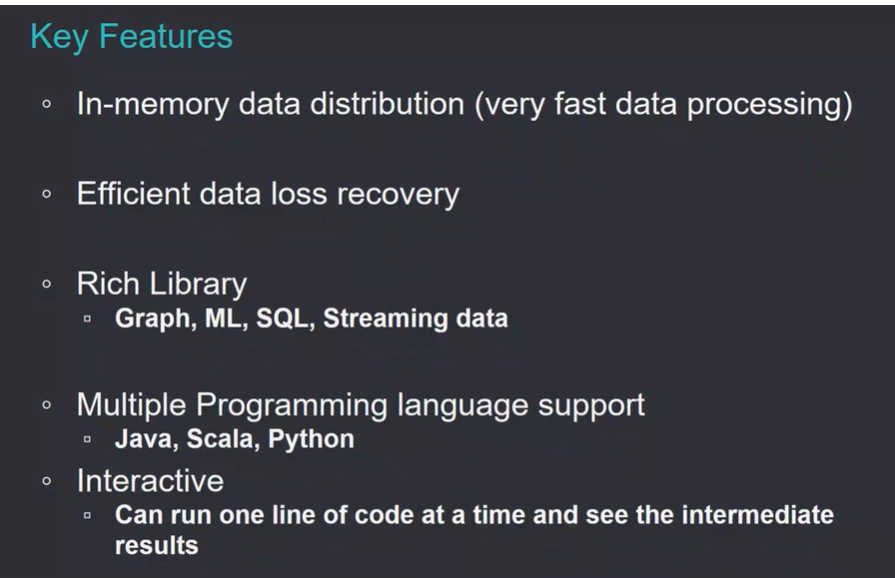 Key Features
In-memory data distribution (very fast data processing)
Efficient data loss recovery
Rich Library
Graph, ML, SQL, Streaming data
Multiple Programming language support
Java, Scala, Python
Interactive
Can run one line of code at a time and see the intermediate
results